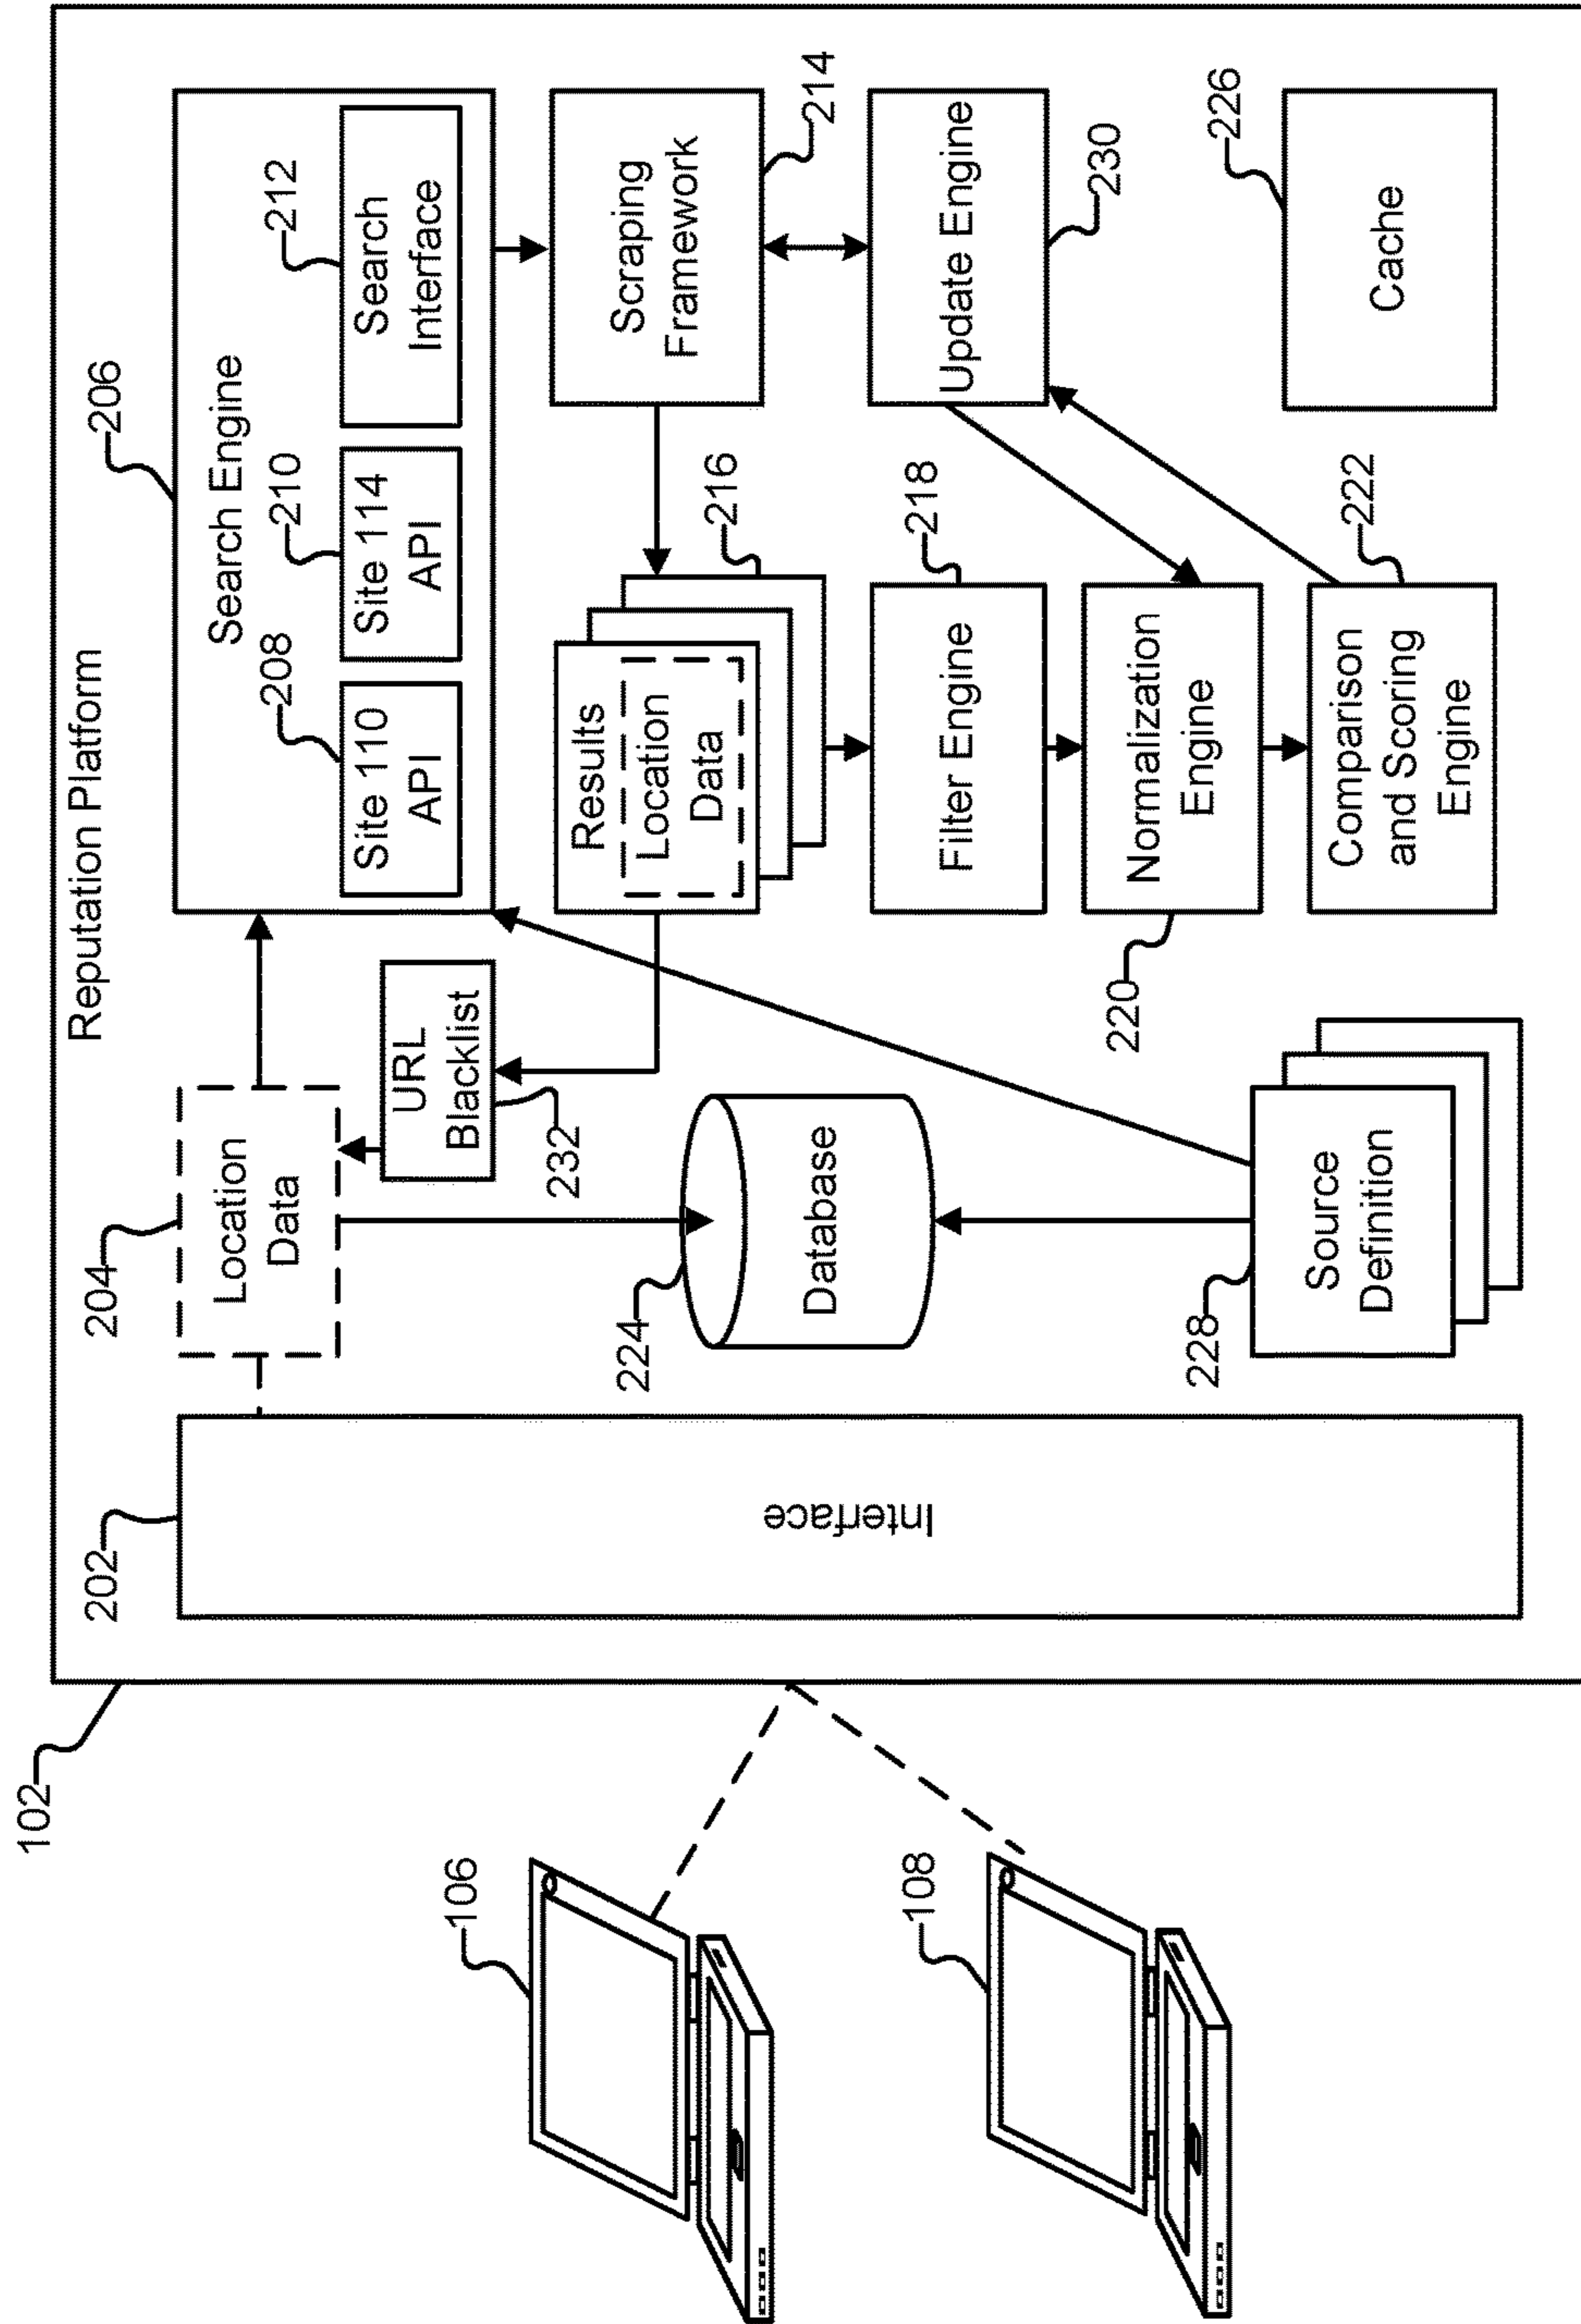 Reputation Platform
102
106
108
202
Interface
204
Location
Data
206
Search Engine
208
Site 110
API
210
Site 114
API
212
Search
Interface
URL
Blacklist
232
Scraping
Framework
214
Results
Location
Data
216
224
Database
Filter Engine
218
Update Engine
230
Normalization
Engine
220
228
Source
Definition
Comparison
and Scoring
Engine
222
Cache
226